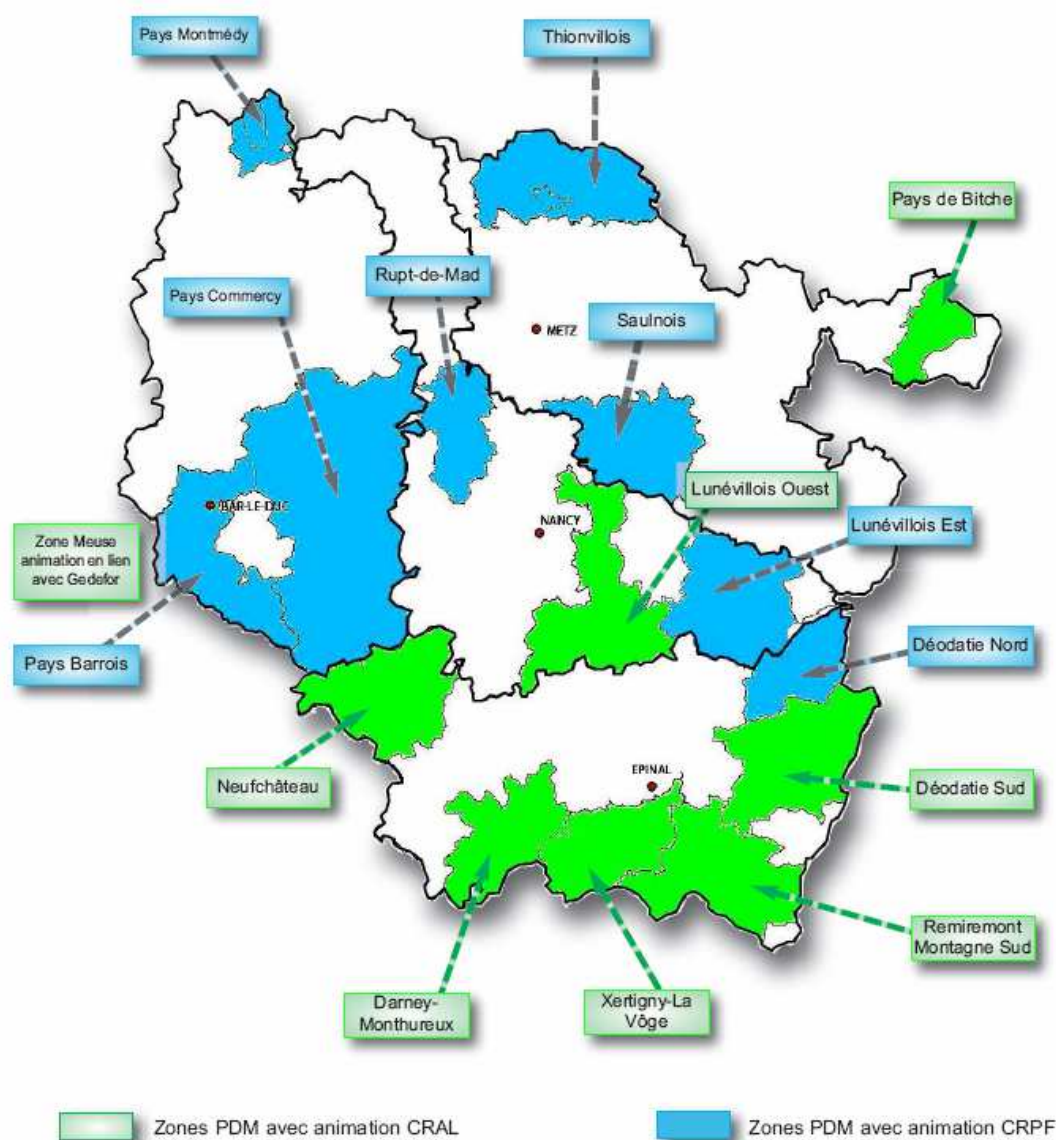 Pays Montmédy
Thionvillois
Pays de Bitche
Rupt-de-Mad
Pays Commercy
Saulnois
METZ
Lunévillois Ouest
BAR-LE-DUC
NANCY
Lunévillois Est
Zone Meuse
animation en lien
avec Gedefor
Pays Barrois
Déodatie Nord
Neufchâteau
EPINAL
Déodatie Sud
Remiremont
Montagne Sud
Darney-
Monthureux
Xertigny-La
Vôge
Zones PDM avec animation CRAL
Zones PDM avec animation CRPF